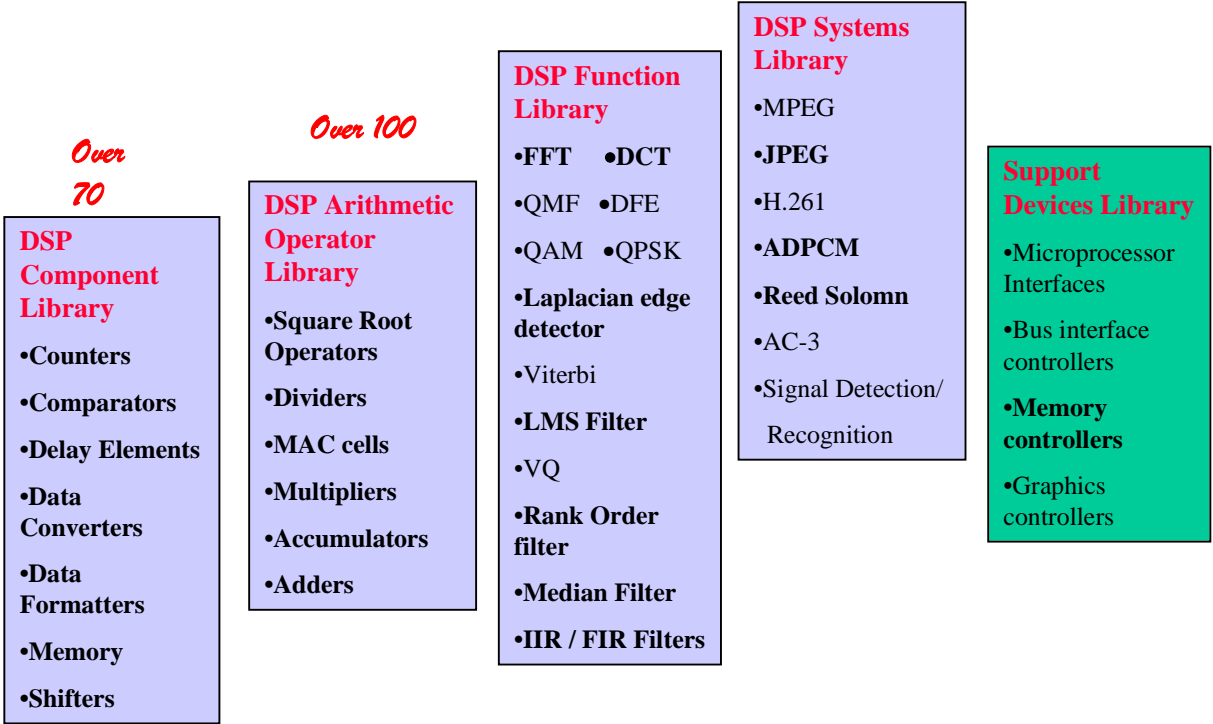 Over
70
DSP
Component
Library
•Counters
•Comparators
•Delay Elements
•Data
Converters
•Data
Formatters
•Memory
•Shifters
Over 100
DSP Arithmetic
Operator
Library
•Square Root
Operators
•Dividers
•MAC cells
•Multipliers
•Accumulators
•Adders
DSP Function
Library
•FFT •DCT
•QMF •DFE
•QAM •QPSK
•Laplacian edge
detector
•Viterbi
•LMS Filter
•VQ
•Rank Order
filter
•Median Filter
•IIR / FIR Filters
DSP Systems
Library
•MPEG
•JPEG
•H.261
•ADPCM
•Reed Solomn
•AC-3
•Signal Detection/
Recognition
Support
Devices Library
•Microprocessor
Interfaces
•Bus interface
controllers
•Memory
controllers
•Graphics
controllers